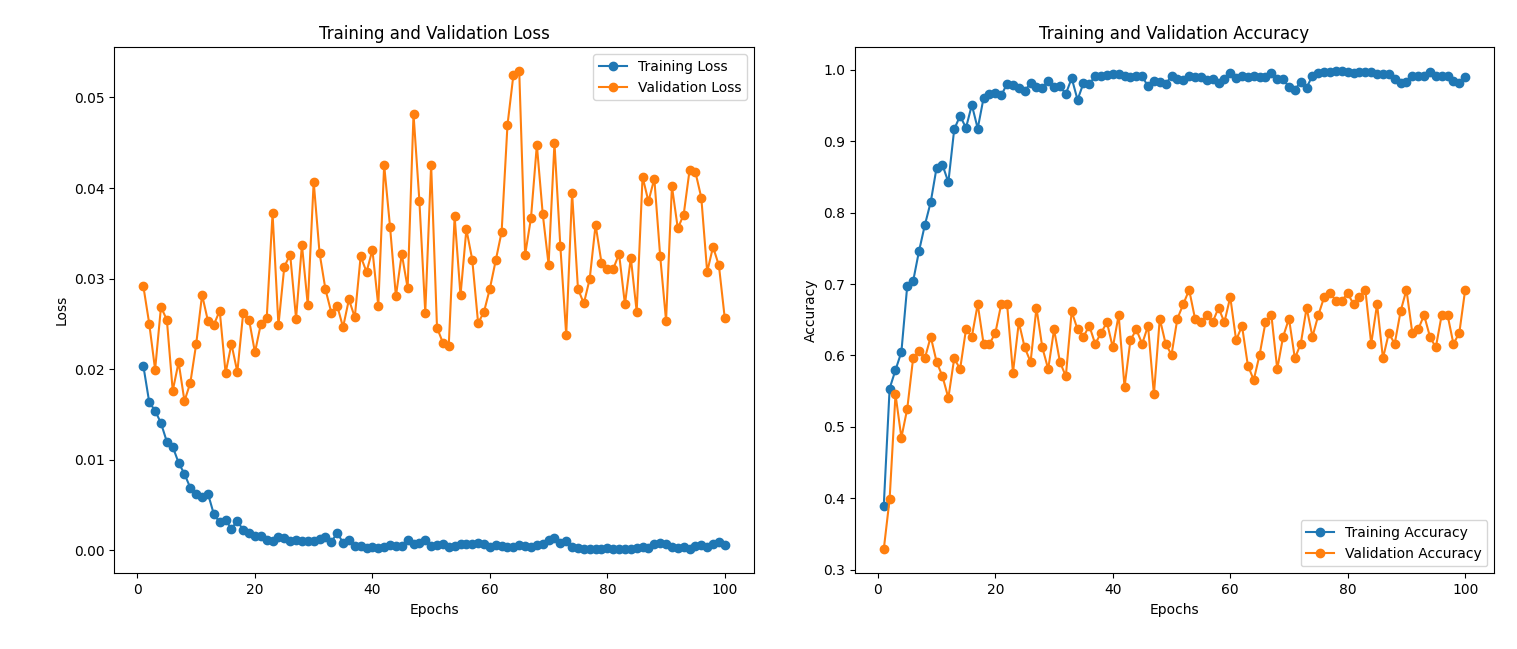 Training and Validation Loss
Training Loss
Validation Loss
0.05
0.04
0.03
0.02
0.01
0.00
Loss
0
20
40
60
80
100
Epochs
Training and Validation Accuracy
1.0
0.9
0.8
0.7
0.6
0.5
0.4
0.3
Accuracy
Training Accuracy
Validation Accuracy
0
20
40
60
80
100
Epochs